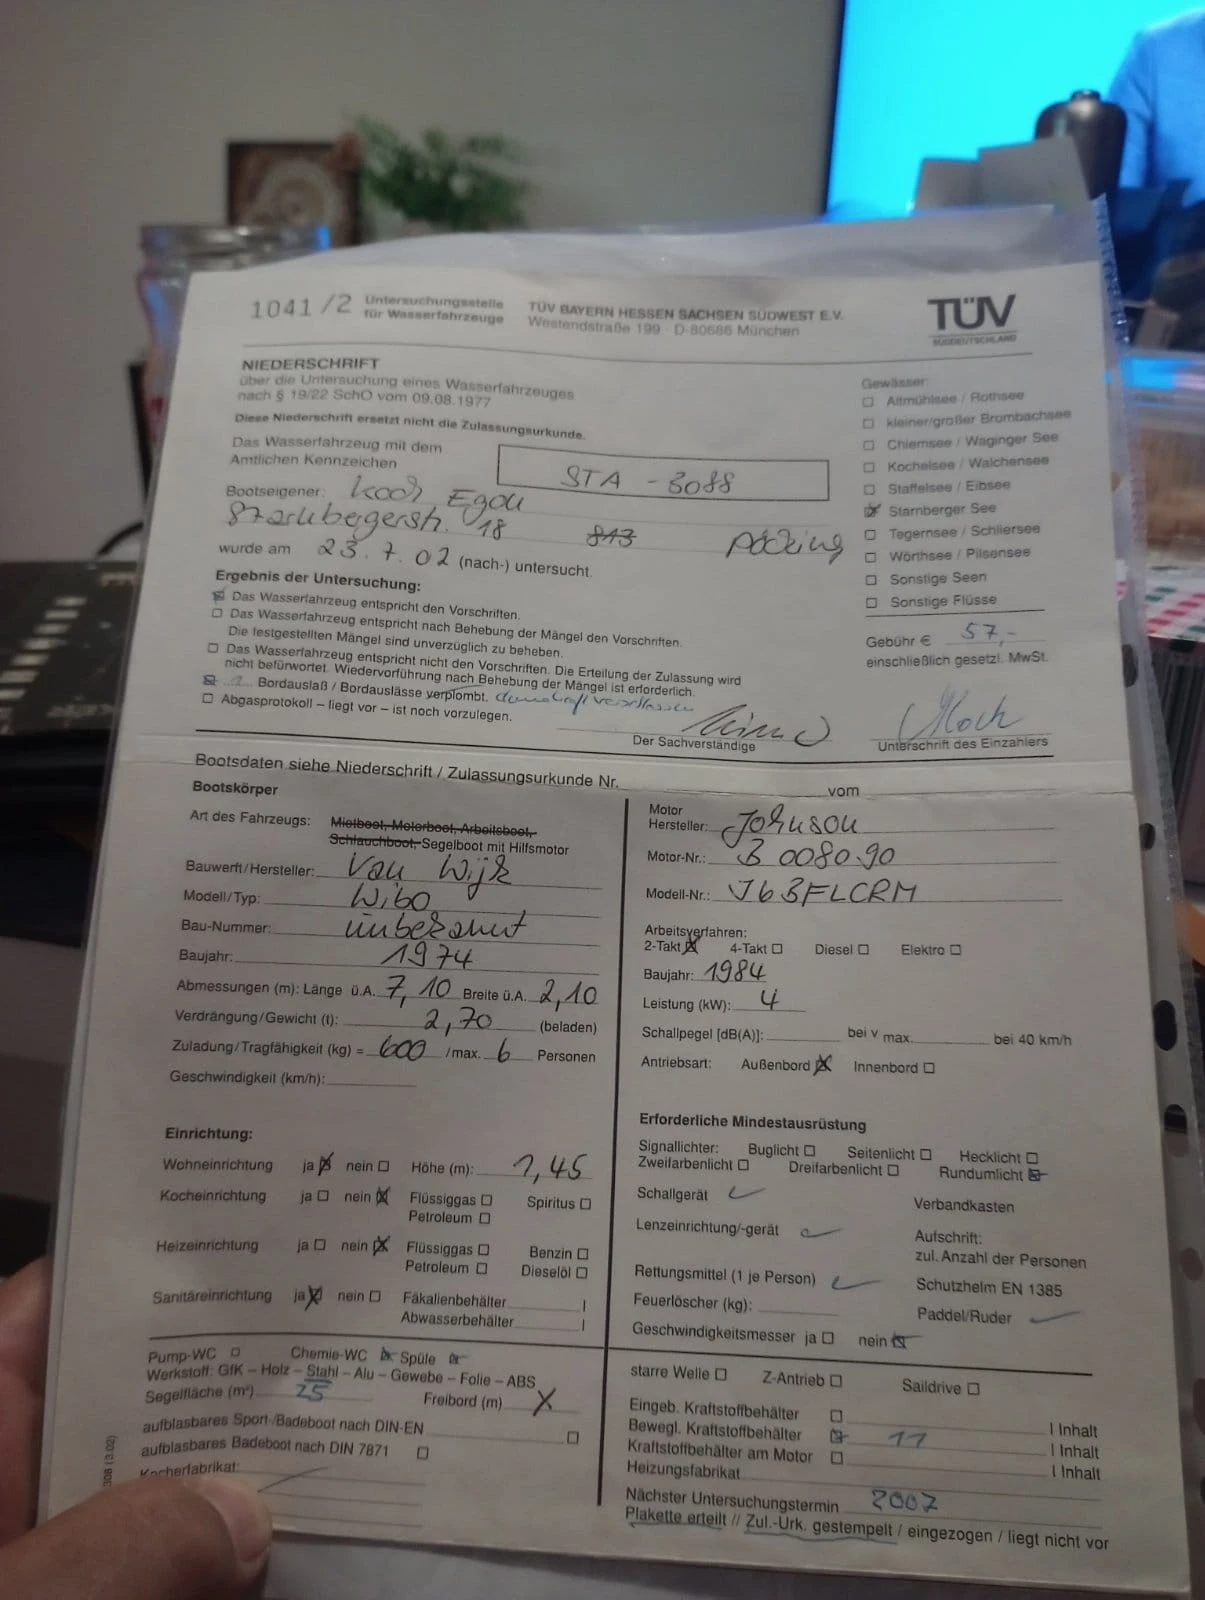 1041/2 Untersuchungsstelle für Wasserfahrzeuge
TÜV BAYERN HESSEN SACHSEN SÜDWEST E.V.
Westendstraße 199 · D-80686 München
TÜV
SÜDDEUTSCHLAND
NIEDERSCHRIFT
über die Untersuchung eines Wasserfahrzeuges
nach § 19/22 SchO vom 09.08.1977
Diese Niederschrift ersetzt nicht die Zulassungsurkunde.
Das Wasserfahrzeug mit dem
Amtlichen Kennzeichen
STA - 3088
Bootseigener: Koch Egon
Starnbergerstr. 18 813 Pöcking
wurde am 23.7.02 (nach-) untersucht.
Ergebnis der Untersuchung:
☒ Das Wasserfahrzeug entspricht den Vorschriften.
☐ Das Wasserfahrzeug entspricht nach Behebung der Mängel den Vorschriften.
Die festgestellten Mängel sind unverzüglich zu beheben.
☐ Das Wasserfahrzeug entspricht nicht den Vorschriften. Die Erteilung der Zulassung wird
nicht befürwortet. Wiedervorführung nach Behebung der Mängel ist erforderlich.
☒ Bordauslaß / Bordauslässe verplombt. dauerhaft verschlossen
☐ Abgasprotokoll – liegt vor – ist noch vorzulegen.
Der Sachverständige
Gewässer:
☐ Altmühlsee / Rothsee
☐ kleiner/großer Brombachsee
☐ Chiemsee / Waginger See
☐ Kochelsee / Walchensee
☐ Staffelsee / Eibsee
☒ Starnberger See
☐ Tegernsee / Schliersee
☐ Wörthsee / Pilsensee
☐ Sonstige Seen
☐ Sonstige Flüsse
Gebühr € 57,-
einschließlich gesetzl. MwSt.
Koch
Unterschrift des Einzahlers
Bootsdaten siehe Niederschrift / Zulassungsurkunde Nr. vom
Bootskörper
Art des Fahrzeugs: Mietboot, Motorboot, Arbeitsboot,
Schlauchboot, Segelboot mit Hilfsmotor
Bauwerft/Hersteller: Van Wijk
Modell/Typ: Wibo
Bau-Nummer: unbekannt
Baujahr: 1974
Abmessungen (m): Länge ü.A. 7,10 Breite ü.A. 2,10
Verdrängung/Gewicht (t): 2,70 (beladen)
Zuladung/Tragfähigkeit (kg) = 600 /max. 6 Personen
Geschwindigkeit (km/h):
Einrichtung:
Wohneinrichtung ja ☒ nein ☐ Höhe (m): 1,45
Kocheinrichtung ja ☐ nein ☒ Flüssiggas ☐ Spiritus ☐
Petroleum ☐
Heizeinrichtung ja ☐ nein ☒ Flüssiggas ☐ Benzin ☐
Petroleum ☐ Dieselöl ☐
Sanitäreinrichtung ja ☒ nein ☐ Fäkalienbehälter l
Abwasserbehälter l
Pump-WC ☐ Chemie-WC ☒ Spüle ☒
Werkstoff: GfK – Holz – Stahl – Alu – Gewebe – Folie – ABS
Segelfläche (m²) 25 Freibord (m) X
aufblasbares Sport-/Badeboot nach DIN-EN ☐
aufblasbares Badeboot nach DIN 7871 ☐
Kocherfabrikat:
308 (3.02)
Motor
Hersteller: Johnson
Motor-Nr.: B 008090
Modell-Nr.: J6BFLCRM
Arbeitsverfahren:
2-Takt ☒ 4-Takt ☐ Diesel ☐ Elektro ☐
Baujahr: 1984
Leistung (kW): 4
Schallpegel [dB(A)]: bei v max. bei 40 km/h
Antriebsart: Außenbord ☒ Innenbord ☐
Erforderliche Mindestausrüstung
Signallichter: Buglicht ☐ Seitenlicht ☐ Hecklicht ☐
Zweifarbenlicht ☐ Dreifarbenlicht ☐ Rundumlicht ☒
Schallgerät ✓ Verbandkasten
Lenzeinrichtung/-gerät ✓ Aufschrift:
zul. Anzahl der Personen
Rettungsmittel (1 je Person) ✓ Schutzhelm EN 1385
Feuerlöscher (kg): Paddel/Ruder ✓
Geschwindigkeitsmesser ja ☐ nein ☒
starre Welle ☐ Z-Antrieb ☐ Saildrive ☐
Eingeb. Kraftstoffbehälter ☐ l Inhalt
Bewegl. Kraftstoffbehälter ☒ 11 l Inhalt
Kraftstoffbehälter am Motor ☐ l Inhalt
Heizungsfabrikat
Nächster Untersuchungstermin 2007
Plakette erteilt // Zul.-Urk. gestempelt / eingezogen / liegt nicht vor